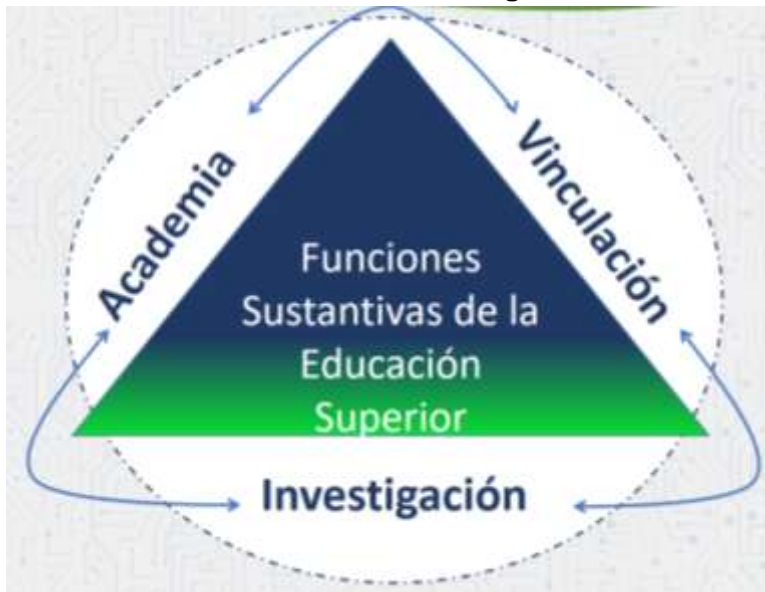 Academia
Vinculación
Funciones
Sustantivas de la
Educación
Superior
Investigación